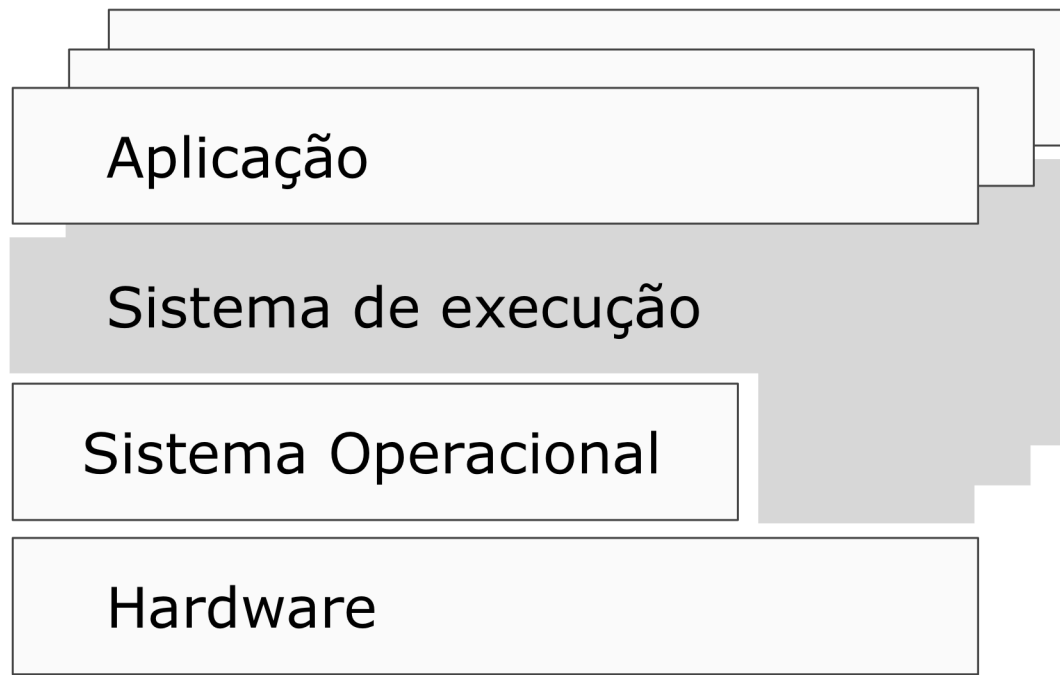 Aplicação
Sistema de execução
Sistema Operacional
Hardware